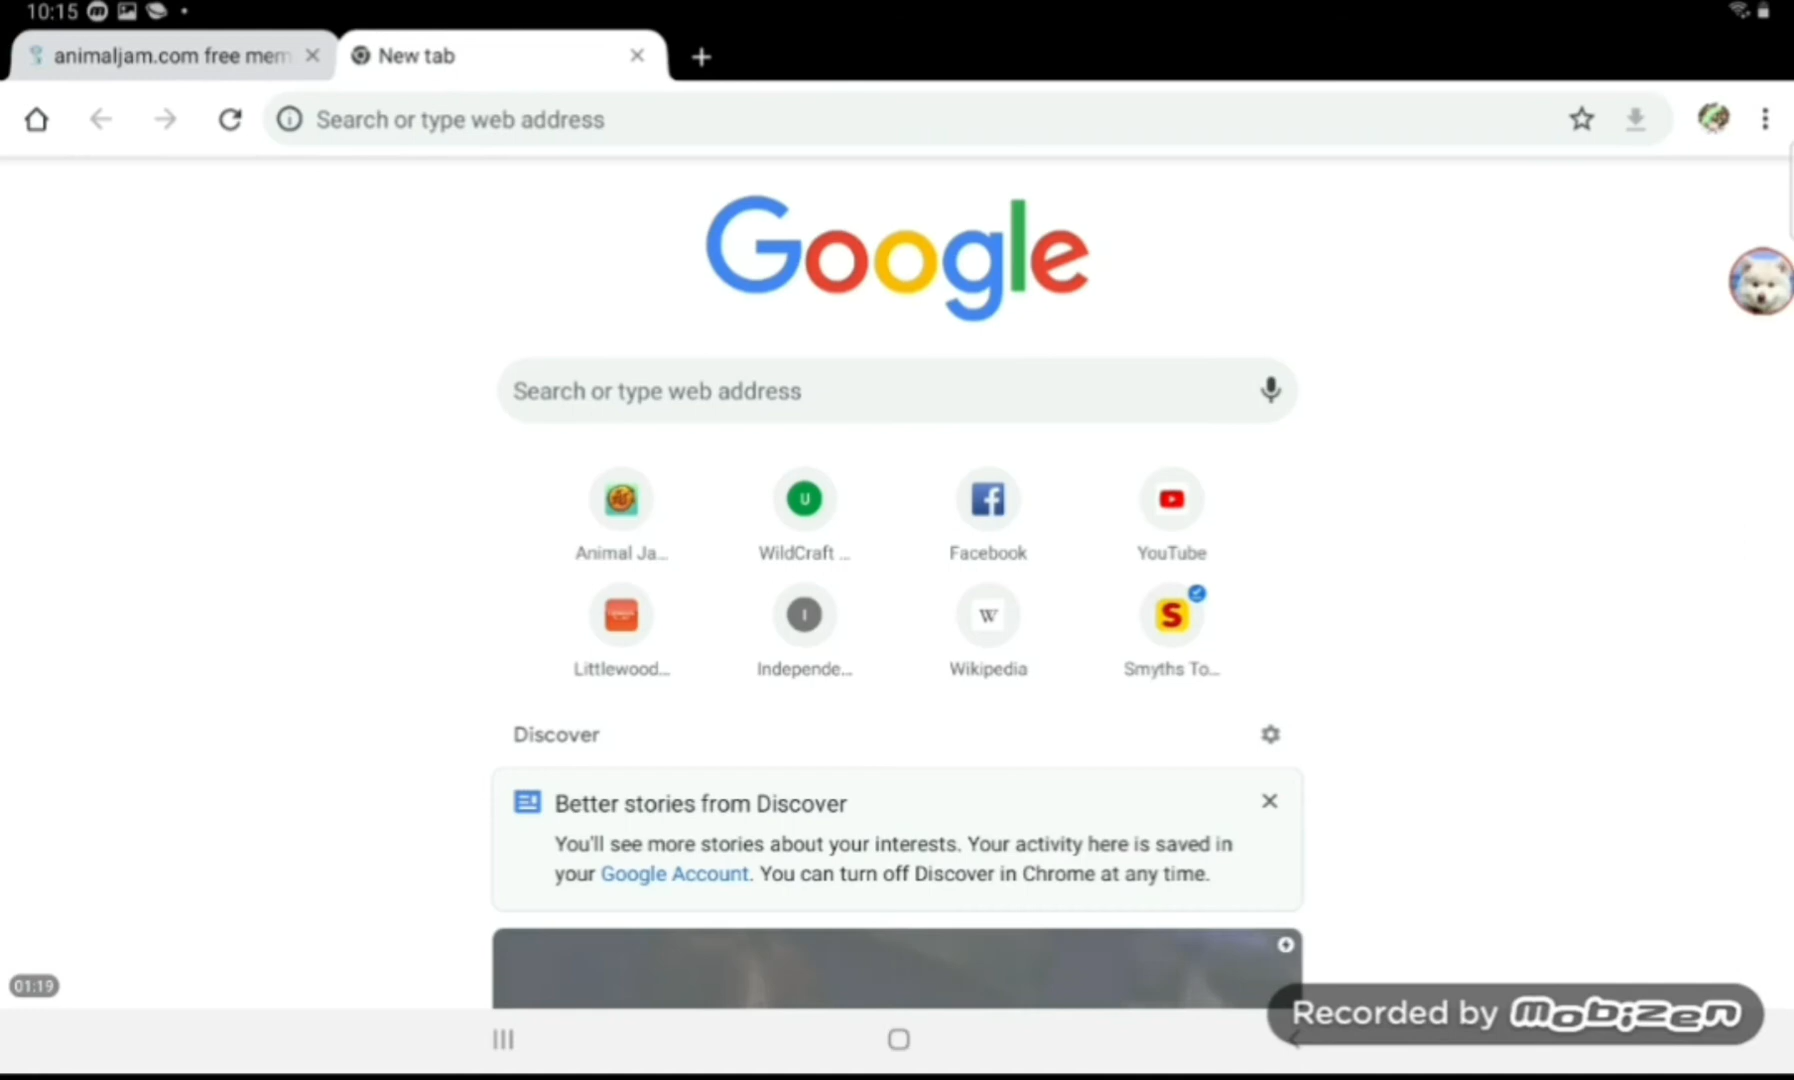 10:15
animaljam.com free mem
New tab
Search or type web address
Google
Search or type web address
Animal Ja...
WildCraft ...
Facebook
YouTube
Littlewood...
Independe...
Wikipedia
Smyths To...
Discover
Better stories from Discover
You'll see more stories about your interests. Your activity here is saved in
your Google Account. You can turn off Discover in Chrome at any time.
01:19
Recorded by mobizen